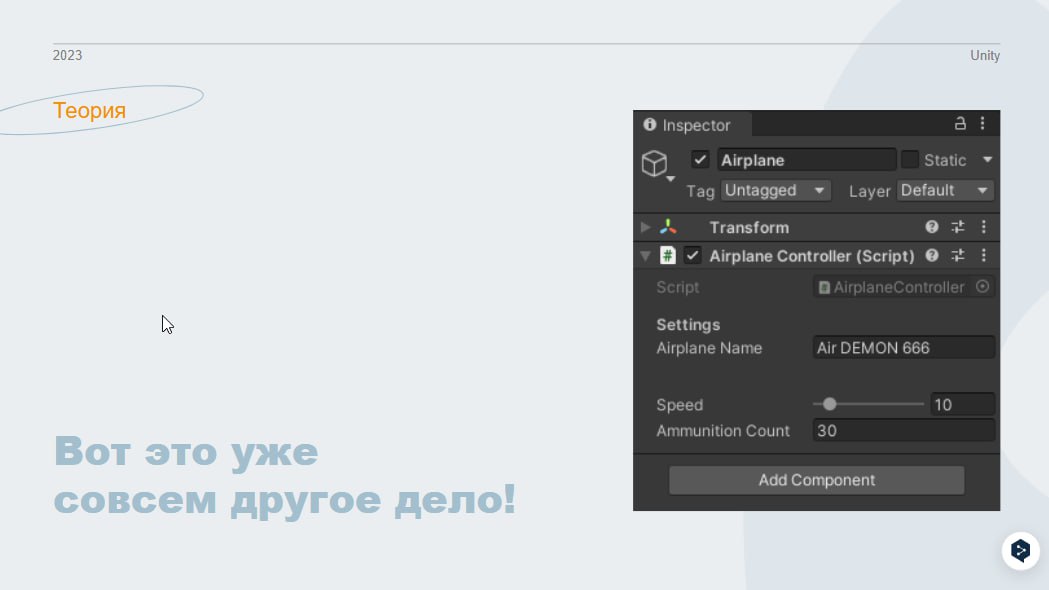 2023
Unity
Теория
Inspector
Airplane
Static
Tag Untagged
Layer Default
Transform
# Airplane Controller (Script)
Script
# AirplaneController
Settings
Airplane Name
Air DEMON 666
Speed
10
Ammunition Count
30
Add Component
Вот это уже
совсем другое дело!